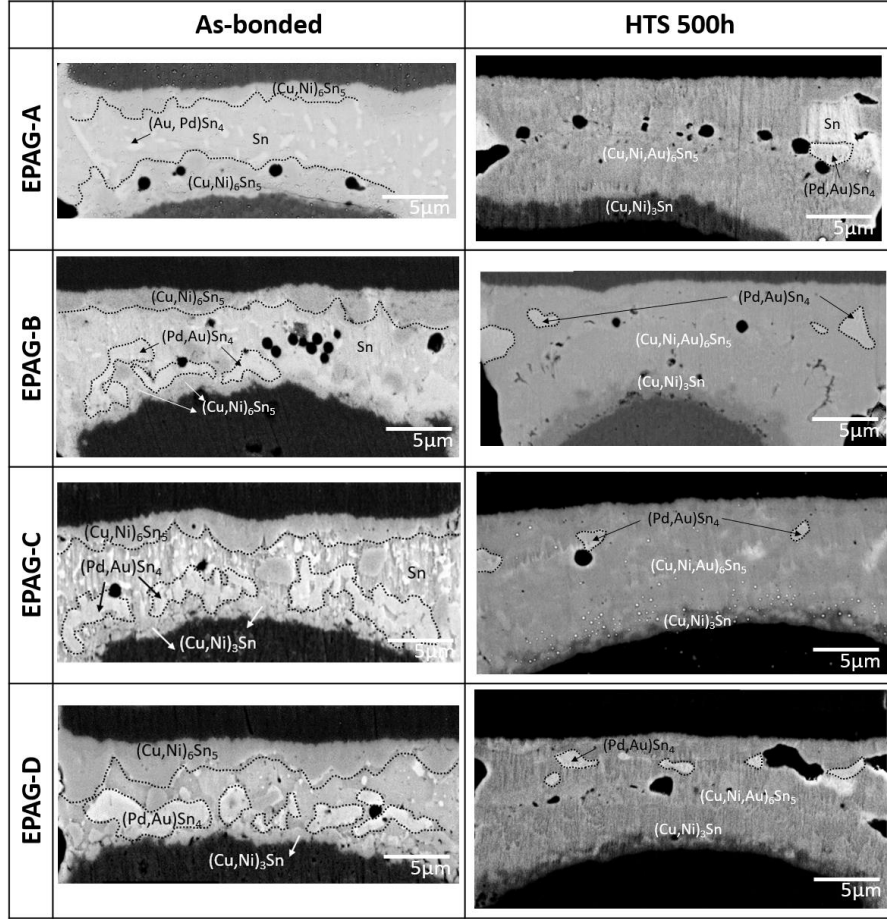 As-bonded
HTS 500h
EPAG-A
(Cu,Ni)₆Sn₅
(Au, Pd)Sn₄
Sn
(Cu,Ni)₆Sn₅
5μm
Sn
(Cu,Ni,Au)₆Sn₅
(Pd,Au)Sn₄
(Cu,Ni)₃Sn
5μm
EPAG-B
(Cu,Ni)₆Sn₅
(Pd,Au)Sn₄
Sn
(Cu,Ni)₆Sn₅
5μm
(Pd,Au)Sn₄
(Cu,Ni,Au)₆Sn₅
(Cu,Ni)₃Sn
5μm
EPAG-C
(Cu,Ni)₆Sn₅
(Pd,Au)Sn₄
Sn
(Cu,Ni)₃Sn
5μm
(Pd,Au)Sn₄
(Cu,Ni,Au)₆Sn₅
(Cu,Ni)₃Sn
5μm
EPAG-D
(Cu,Ni)₆Sn₅
(Pd,Au)Sn₄
(Cu,Ni)₃Sn
5μm
(Pd,Au)Sn₄
(Cu,Ni,Au)₆Sn₅
(Cu,Ni)₃Sn
5μm